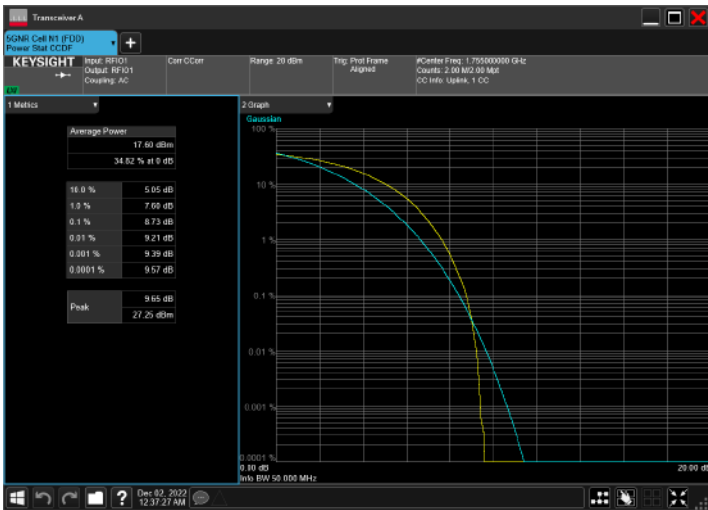 Transceiver A
5GNR Cell N1 (FDD)
Power Stat CCDF
KEYSIGHT
Input: RFIO1
Output: RFIO1
Coupling: AC
Corr CCorr
Range: 20 dBm
Trig: Prot Frame
Aligned
#Center Freq: 1.755000000 GHz
Counts: 2.00 M/2.00 Mpt
CC Info: Uplink, 1 CC
1 Metrics
Average Power
17.60 dBm
34.82 % at 0 dB
10.0 % 5.05 dB
1.0 % 7.60 dB
0.1 % 8.73 dB
0.01 % 9.21 dB
0.001 % 9.39 dB
0.0001 % 9.57 dB
Peak 9.65 dB
27.25 dBm
2 Graph
Gaussian
100 %
10 %
1 %
0.1 %
0.01 %
0.001 %
0.0001 %
0.00 dB 20.00 dB
Info BW 50.000 MHz
Dec 02, 2022
12:37:27 AM